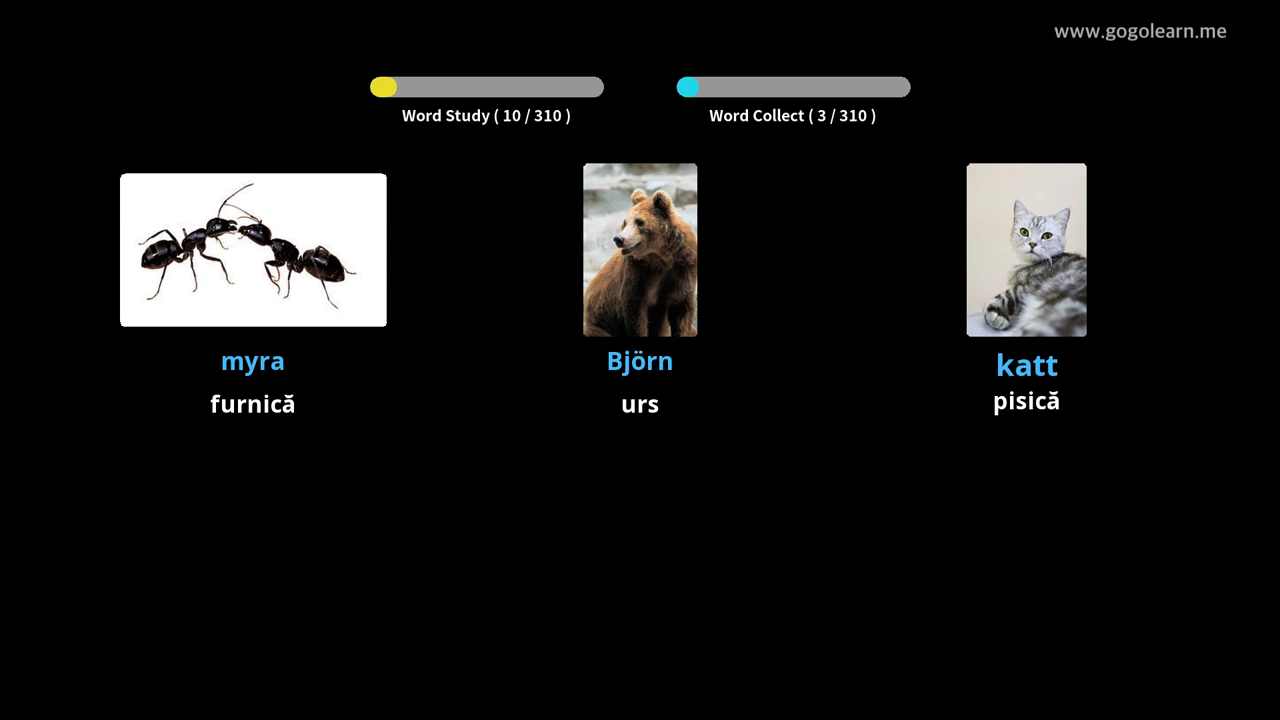 www.gogolearn.me
Word Study ( 10 / 310 )
Word Collect ( 3 / 310 )
myra
Björn
katt
furnică
urs
pisică